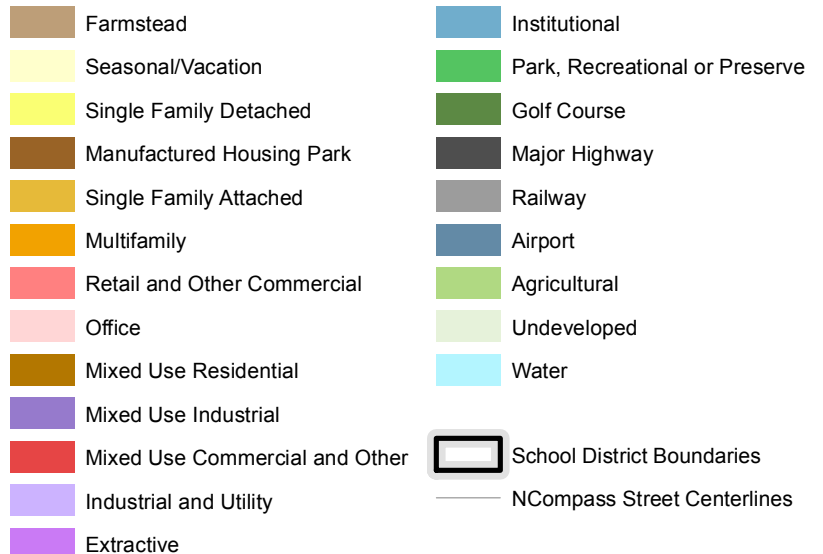 Farmstead
Seasonal/Vacation
Single Family Detached
Manufactured Housing Park
Single Family Attached
Multifamily
Retail and Other Commercial
Office
Mixed Use Residential
Mixed Use Industrial
Mixed Use Commercial and Other
Industrial and Utility
Extractive
Institutional
Park, Recreational or Preserve
Golf Course
Major Highway
Railway
Airport
Agricultural
Undeveloped
Water
School District Boundaries
NCompass Street Centerlines